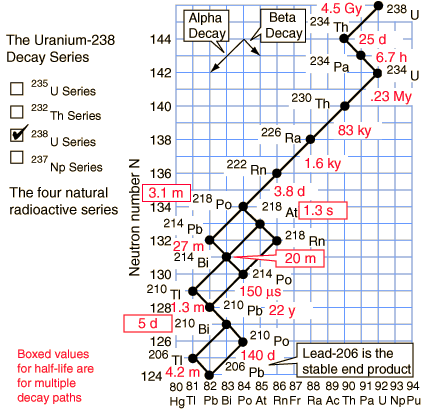 The Uranium-238
Decay Series
235 U Series
232 Th Series
238 U Series
237 Np Series
The four natural
radioactive series
Boxed values
for half-life are
for multiple
decay paths
Neutron number N
144
142
140
138
136
134
132
130
128
126
124
Alpha
Decay
Beta
Decay
4.5 Gy
238 U
234 Th
25 d
6.7 h
234 Pa
234 U
.23 My
230 Th
83 ky
226 Ra
1.6 ky
222 Rn
3.8 d
3.1 m
218 Po
218 At
1.3 s
214 Pb
218 Rn
27 m
214 Bi
20 m
214 Po
150 µs
210 Tl
1.3 m
210 Pb
22 y
5 d
210 Bi
210 Po
140 d
206 Tl
4.2 m
206 Pb
Lead-206 is the
stable end product
80 81 82 83 84 85 86 87 88 89 90 91 92 93 94
Hg Tl Pb Bi Po At Rn Fr Ra Ac Th Pa U Np Pu